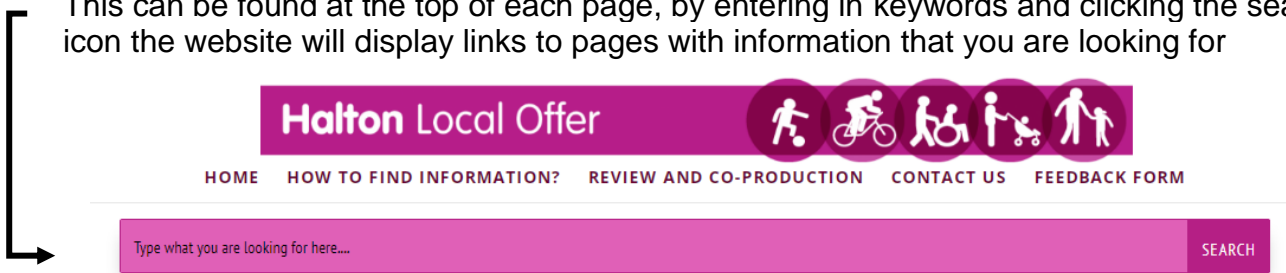 This can be found at the top of each page, by entering in keywords and clicking the sea
icon the website will display links to pages with information that you are looking for
Halton Local Offer
HOME HOW TO FIND INFORMATION? REVIEW AND CO-PRODUCTION CONTACT US FEEDBACK FORM
Type what you are looking for here.... SEARCH